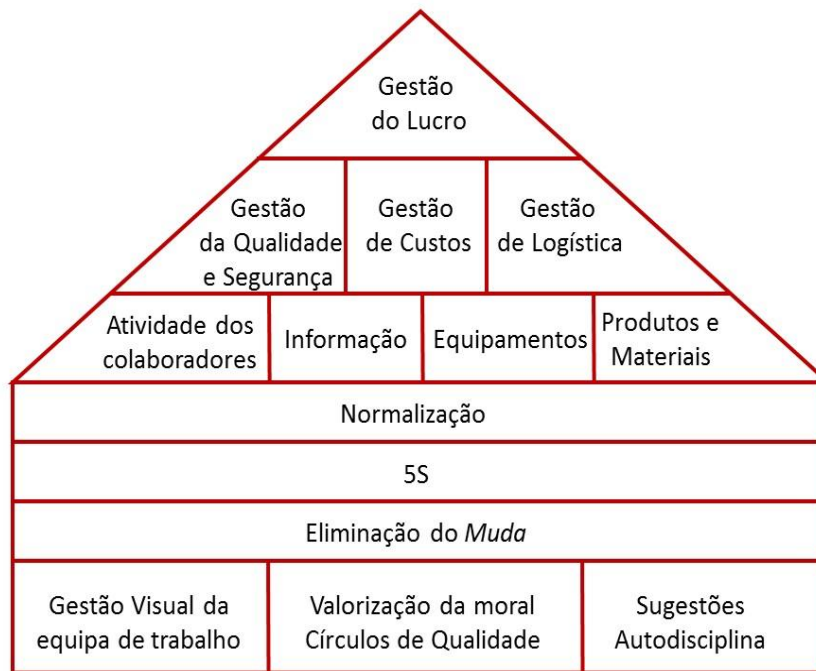 Gestão
do Lucro
Gestão
da Qualidade
e Segurança
Gestão
de Custos
Gestão
de Logística
Atividade dos
colaboradores
Informação
Equipamentos
Produtos e
Materiais
Normalização
5S
Eliminação do Muda
Gestão Visual da
equipa de trabalho
Valorização da moral
Círculos de Qualidade
Sugestões
Autodisciplina